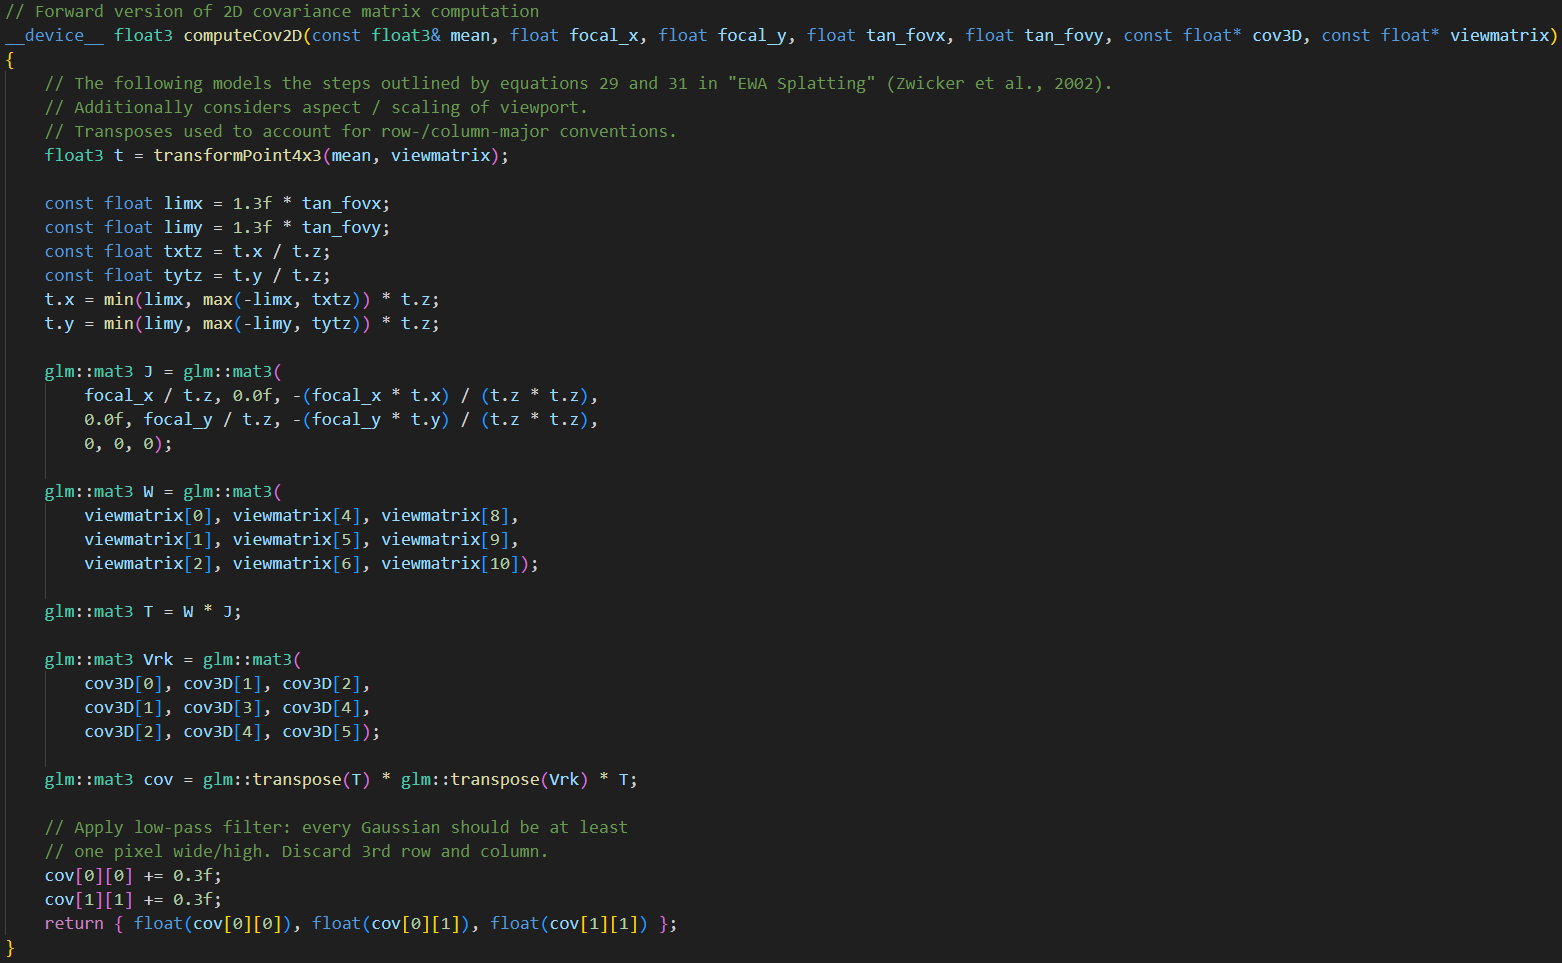 // Forward version of 2D covariance matrix computation
__device__ float3 computeCov2D(const float3& mean, float focal_x, float focal_y, float tan_fovx, float tan_fovy, const float* cov3D, const float* viewmatrix)
{
    // The following models the steps outlined by equations 29 and 31 in "EWA Splatting" (Zwicker et al., 2002).
    // Additionally considers aspect / scaling of viewport.
    // Transposes used to account for row-/column-major conventions.
    float3 t = transformPoint4x3(mean, viewmatrix);

    const float limx = 1.3f * tan_fovx;
    const float limy = 1.3f * tan_fovy;
    const float txtz = t.x / t.z;
    const float tytz = t.y / t.z;
    t.x = min(limx, max(-limx, txtz)) * t.z;
    t.y = min(limy, max(-limy, tytz)) * t.z;

    glm::mat3 J = glm::mat3(
        focal_x / t.z, 0.0f, -(focal_x * t.x) / (t.z * t.z),
        0.0f, focal_y / t.z, -(focal_y * t.y) / (t.z * t.z),
        0, 0, 0);

    glm::mat3 W = glm::mat3(
        viewmatrix[0], viewmatrix[4], viewmatrix[8],
        viewmatrix[1], viewmatrix[5], viewmatrix[9],
        viewmatrix[2], viewmatrix[6], viewmatrix[10]);

    glm::mat3 T = W * J;

    glm::mat3 Vrk = glm::mat3(
        cov3D[0], cov3D[1], cov3D[2],
        cov3D[1], cov3D[3], cov3D[4],
        cov3D[2], cov3D[4], cov3D[5]);

    glm::mat3 cov = glm::transpose(T) * glm::transpose(Vrk) * T;

    // Apply low-pass filter: every Gaussian should be at least
    // one pixel wide/high. Discard 3rd row and column.
    cov[0][0] += 0.3f;
    cov[1][1] += 0.3f;
    return { float(cov[0][0]), float(cov[0][1]), float(cov[1][1]) };
}